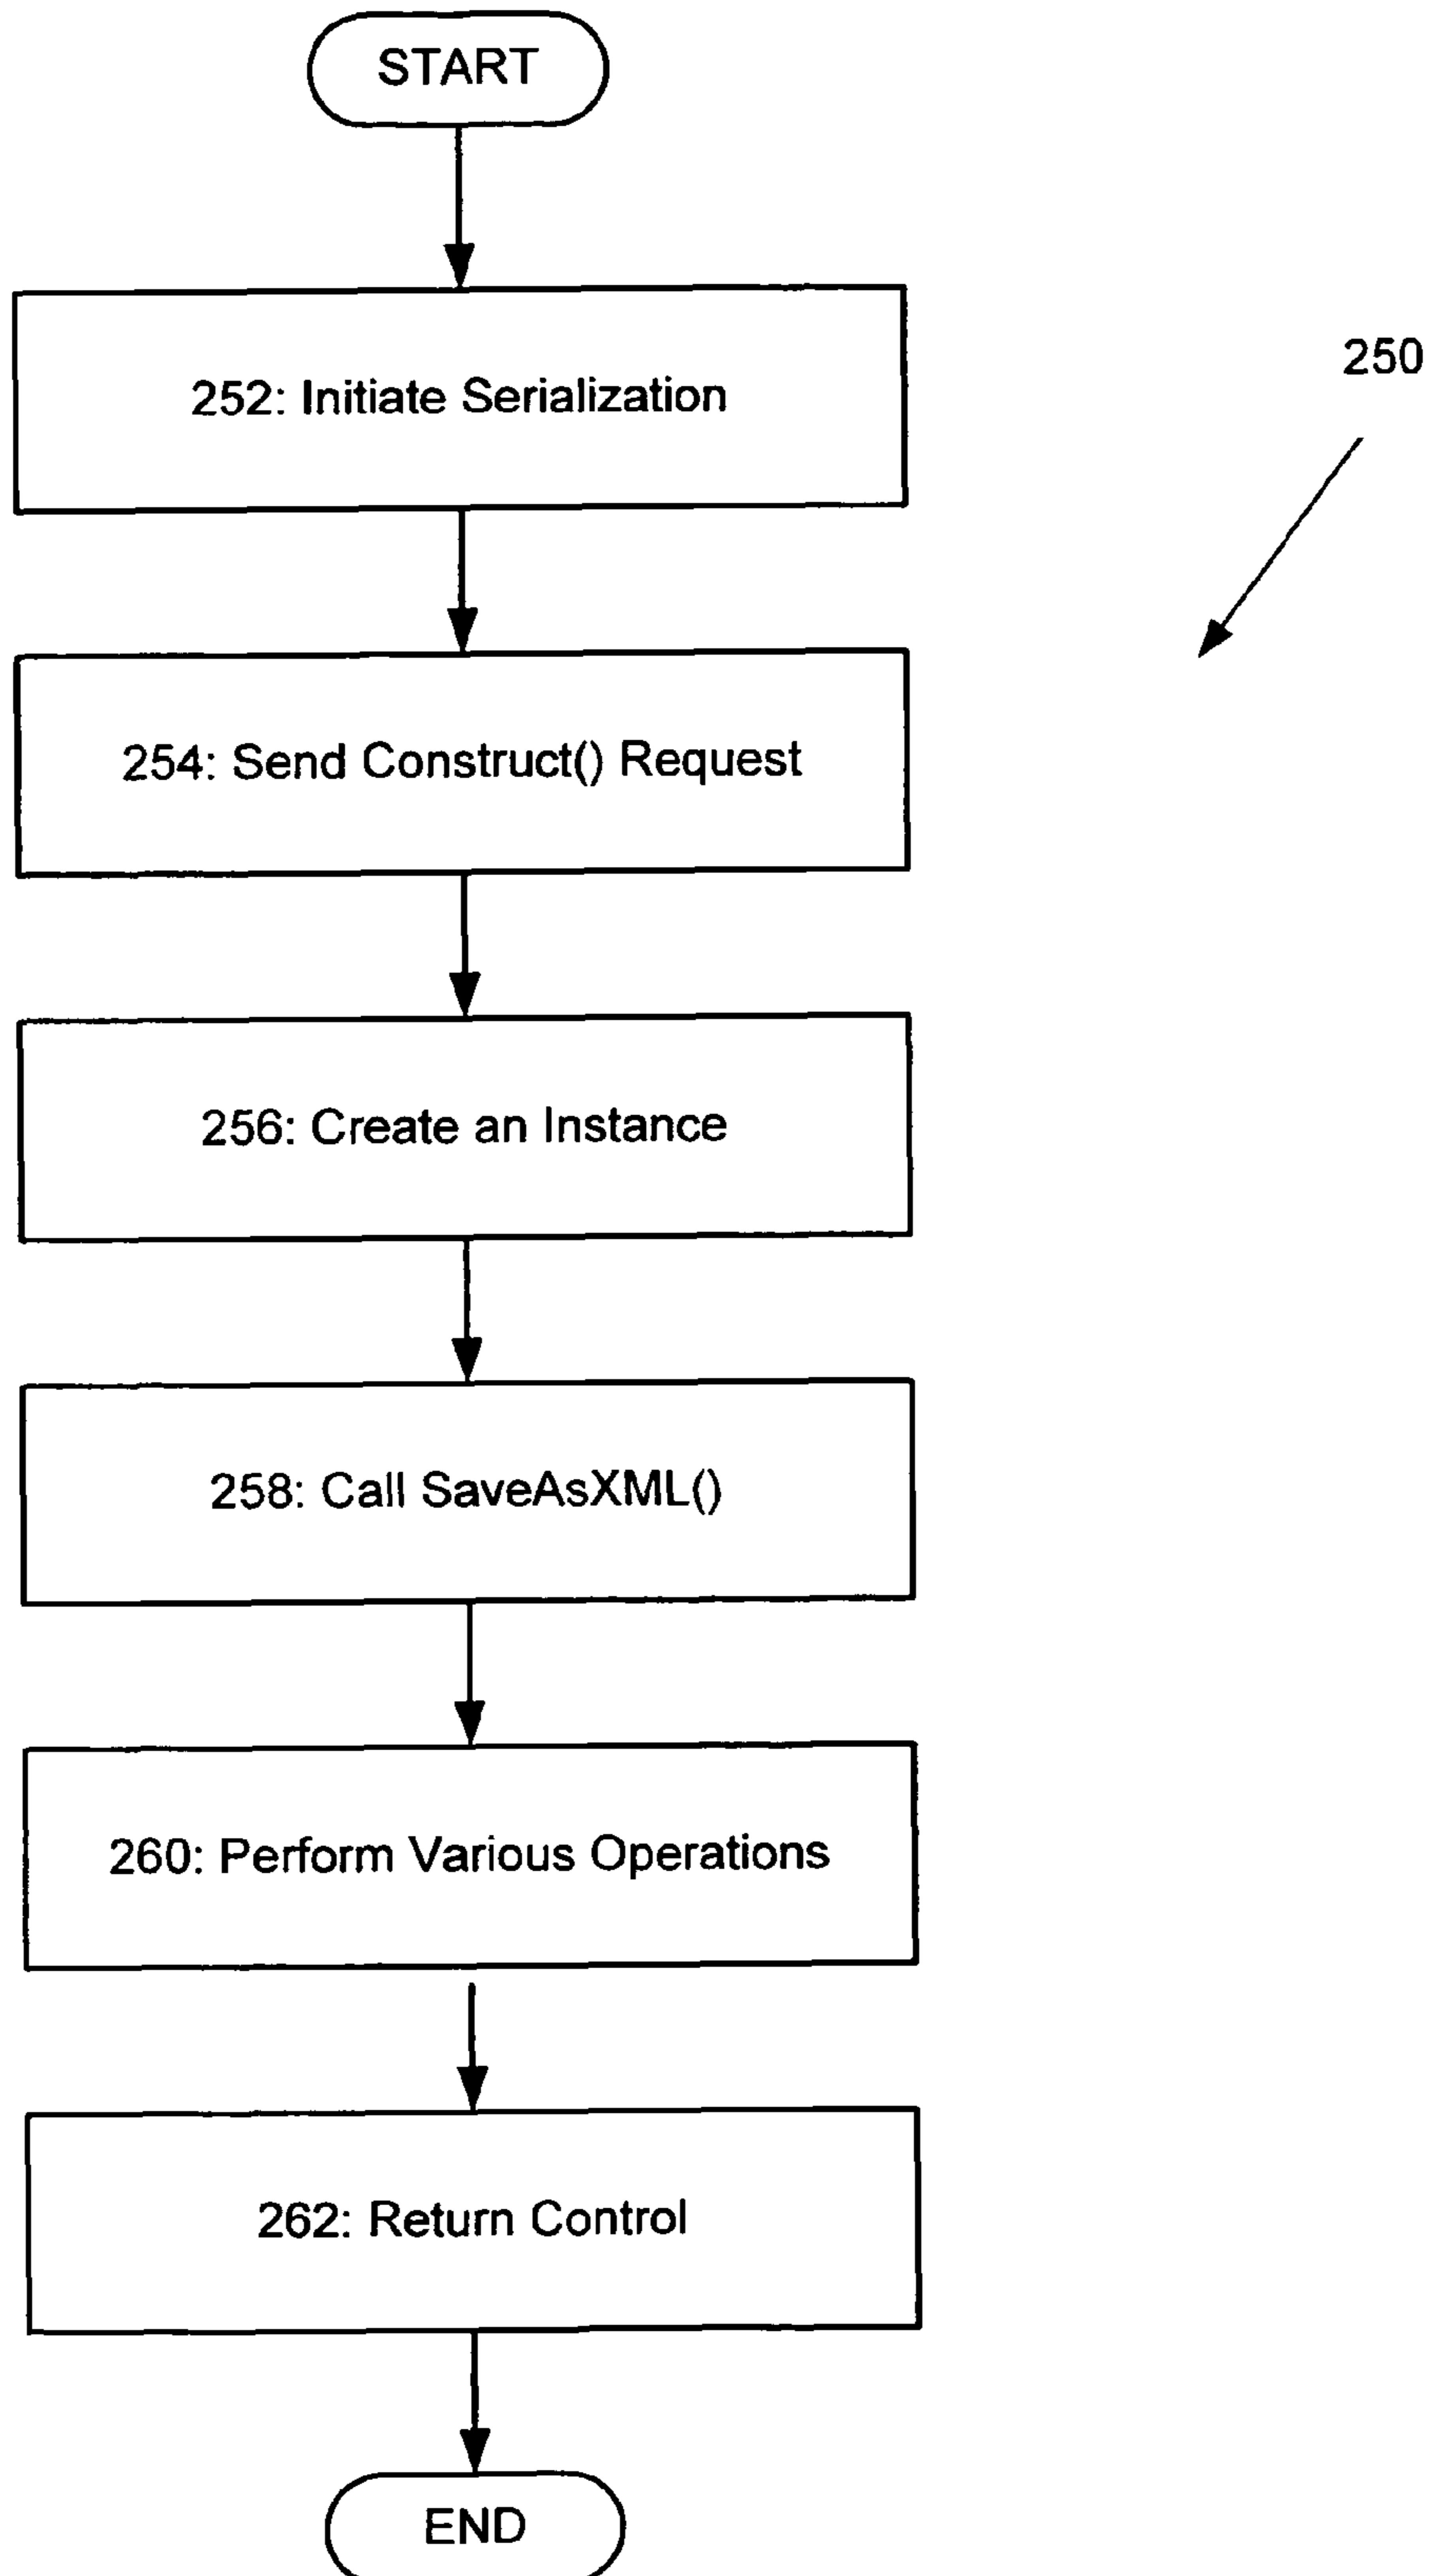 START
252: Initiate Serialization
250
254: Send Construct() Request
256: Create an Instance
258: Call SaveAsXML()
260: Perform Various Operations
262: Return Control
END